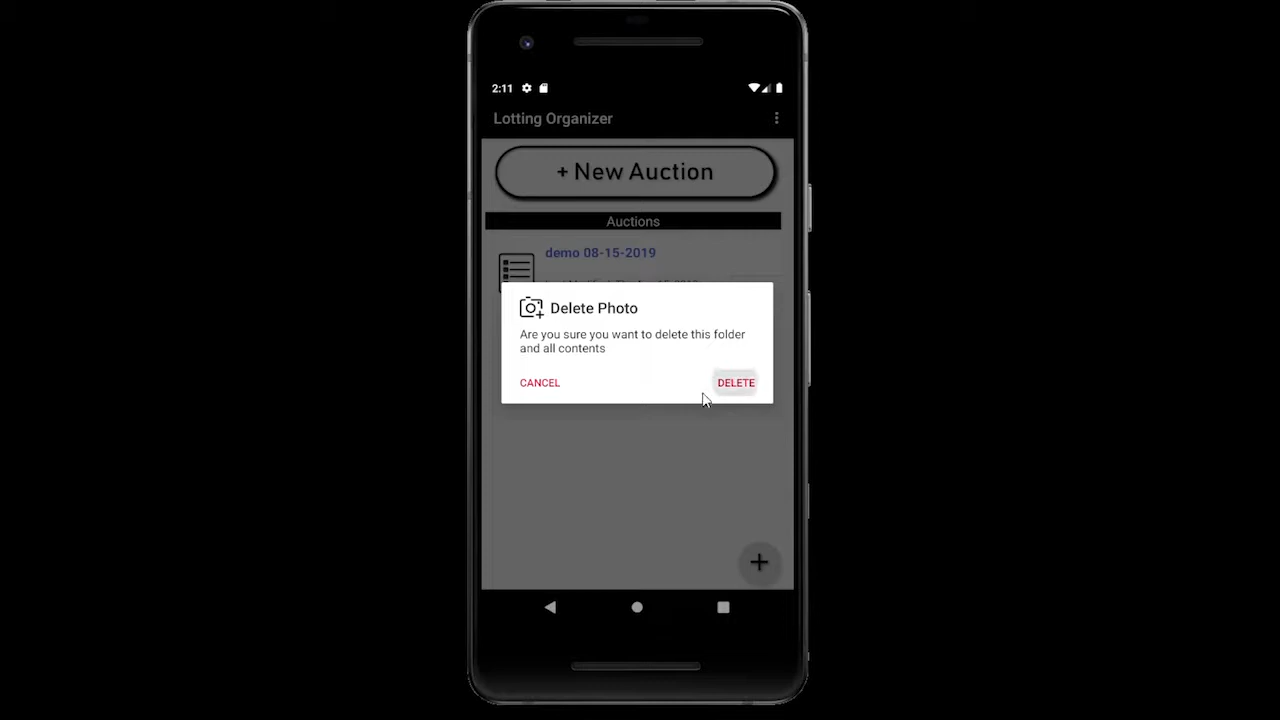 2:11
Lotting Organizer
+ New Auction
Auctions
demo 08-15-2019
Delete Photo
Are you sure you want to delete this folder
and all contents
CANCEL
DELETE
+